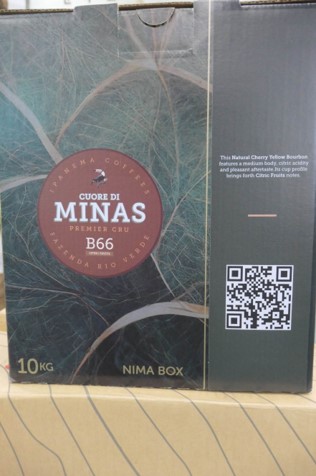 IPANEMA COFFEES
CUORE DI
MINAS
PREMIER CRU
B66
FAZENDA RIO VERDE
This Natural Cherry Yellow Bourbon
features a medium body, citric acidity
and pleasant aftertaste. Its cup profile
brings forth Citric Fruits notes.
10KG
NIMA BOX